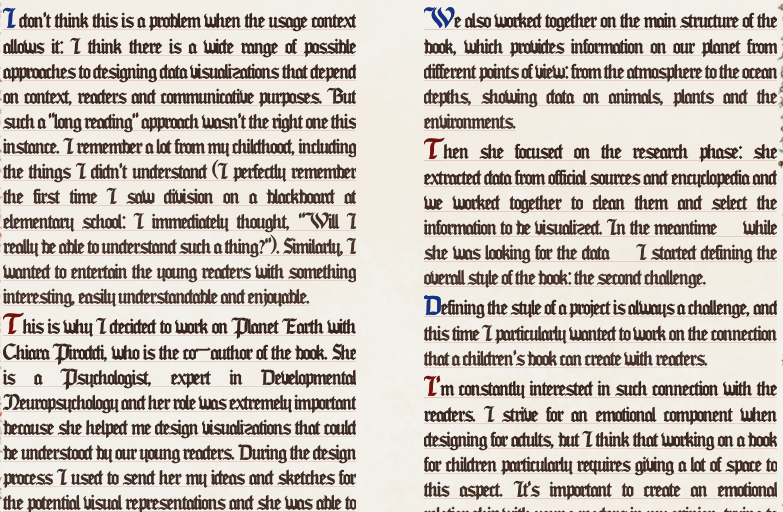 I don't think this is a problem when the usage context
allows it: I think there is a wide range of possible
approaches to designing data visualizations that depend
on context, readers and communicative purposes. But
such a "long reading" approach wasn't the right one this
instance. I remember a lot from my childhood, including
the things I didn't understand (I perfectly remember
the first time I saw division on a blackboard at
elementary school: I immediately thought, "Will I
really be able to understand such a thing?"). Similarly, I
wanted to entertain the young readers with something
interesting, easily understandable and enjoyable.
This is why I decided to work on Planet Earth with
Chiara Piroddi, who is the co—author of the book. She
is a Psychologist, expert in Developmental
Neuropsychology and her role was extremely important
because she helped me design visualizations that could
be understood by our young readers. During the design
process I used to send her my ideas and sketches for
the potential visual representations and she was able to
We also worked together on the main structure of the
book, which provides information on our planet from
different points of view: from the atmosphere to the ocean
depths, showing data on animals, plants and the
environments.
Then she focused on the research phase: she
extracted data from official sources and encyclopedia and
we worked together to clean them and select the
information to be visualized. In the meantime while
she was looking for the data I started defining the
overall style of the book: the second challenge.
Defining the style of a project is always a challenge, and
this time I particularly wanted to work on the connection
that a children's book can create with readers.
I'm constantly interested in such connection with the
readers. I strive for an emotional component when
designing for adults, but I think that working on a book
for children particularly requires giving a lot of space to
this aspect. It's important to create an emotional